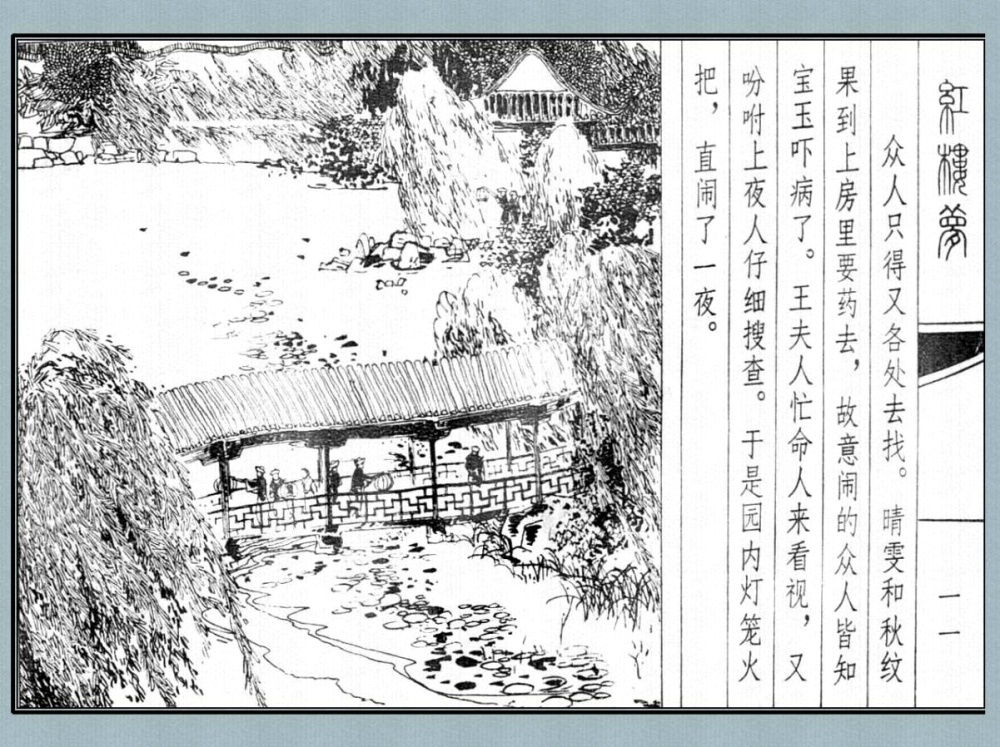 紅樓夢
一一
众人只得又各处去找。晴雯和秋纹
果到上房里要药去，故意闹的众人皆知
宝玉吓病了。王夫人忙命人来看视，又
吩咐上夜人仔细搜查。于是园内灯笼火
把，直闹了一夜。